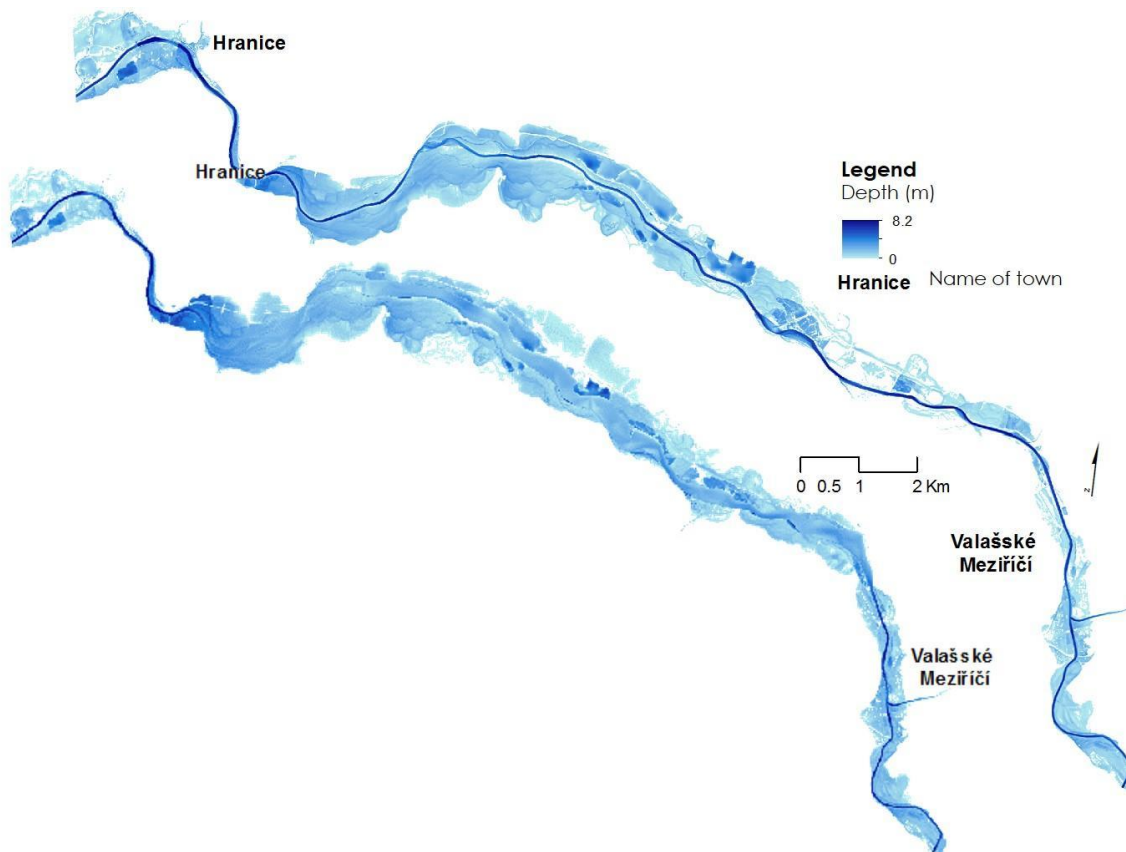 Hranice
Hranice
Legend
Depth (m)
8.2
0
Hranice Name of town
0 0.5 1 2 Km
z
Valašské
Meziříčí
Valašské
Meziříčí